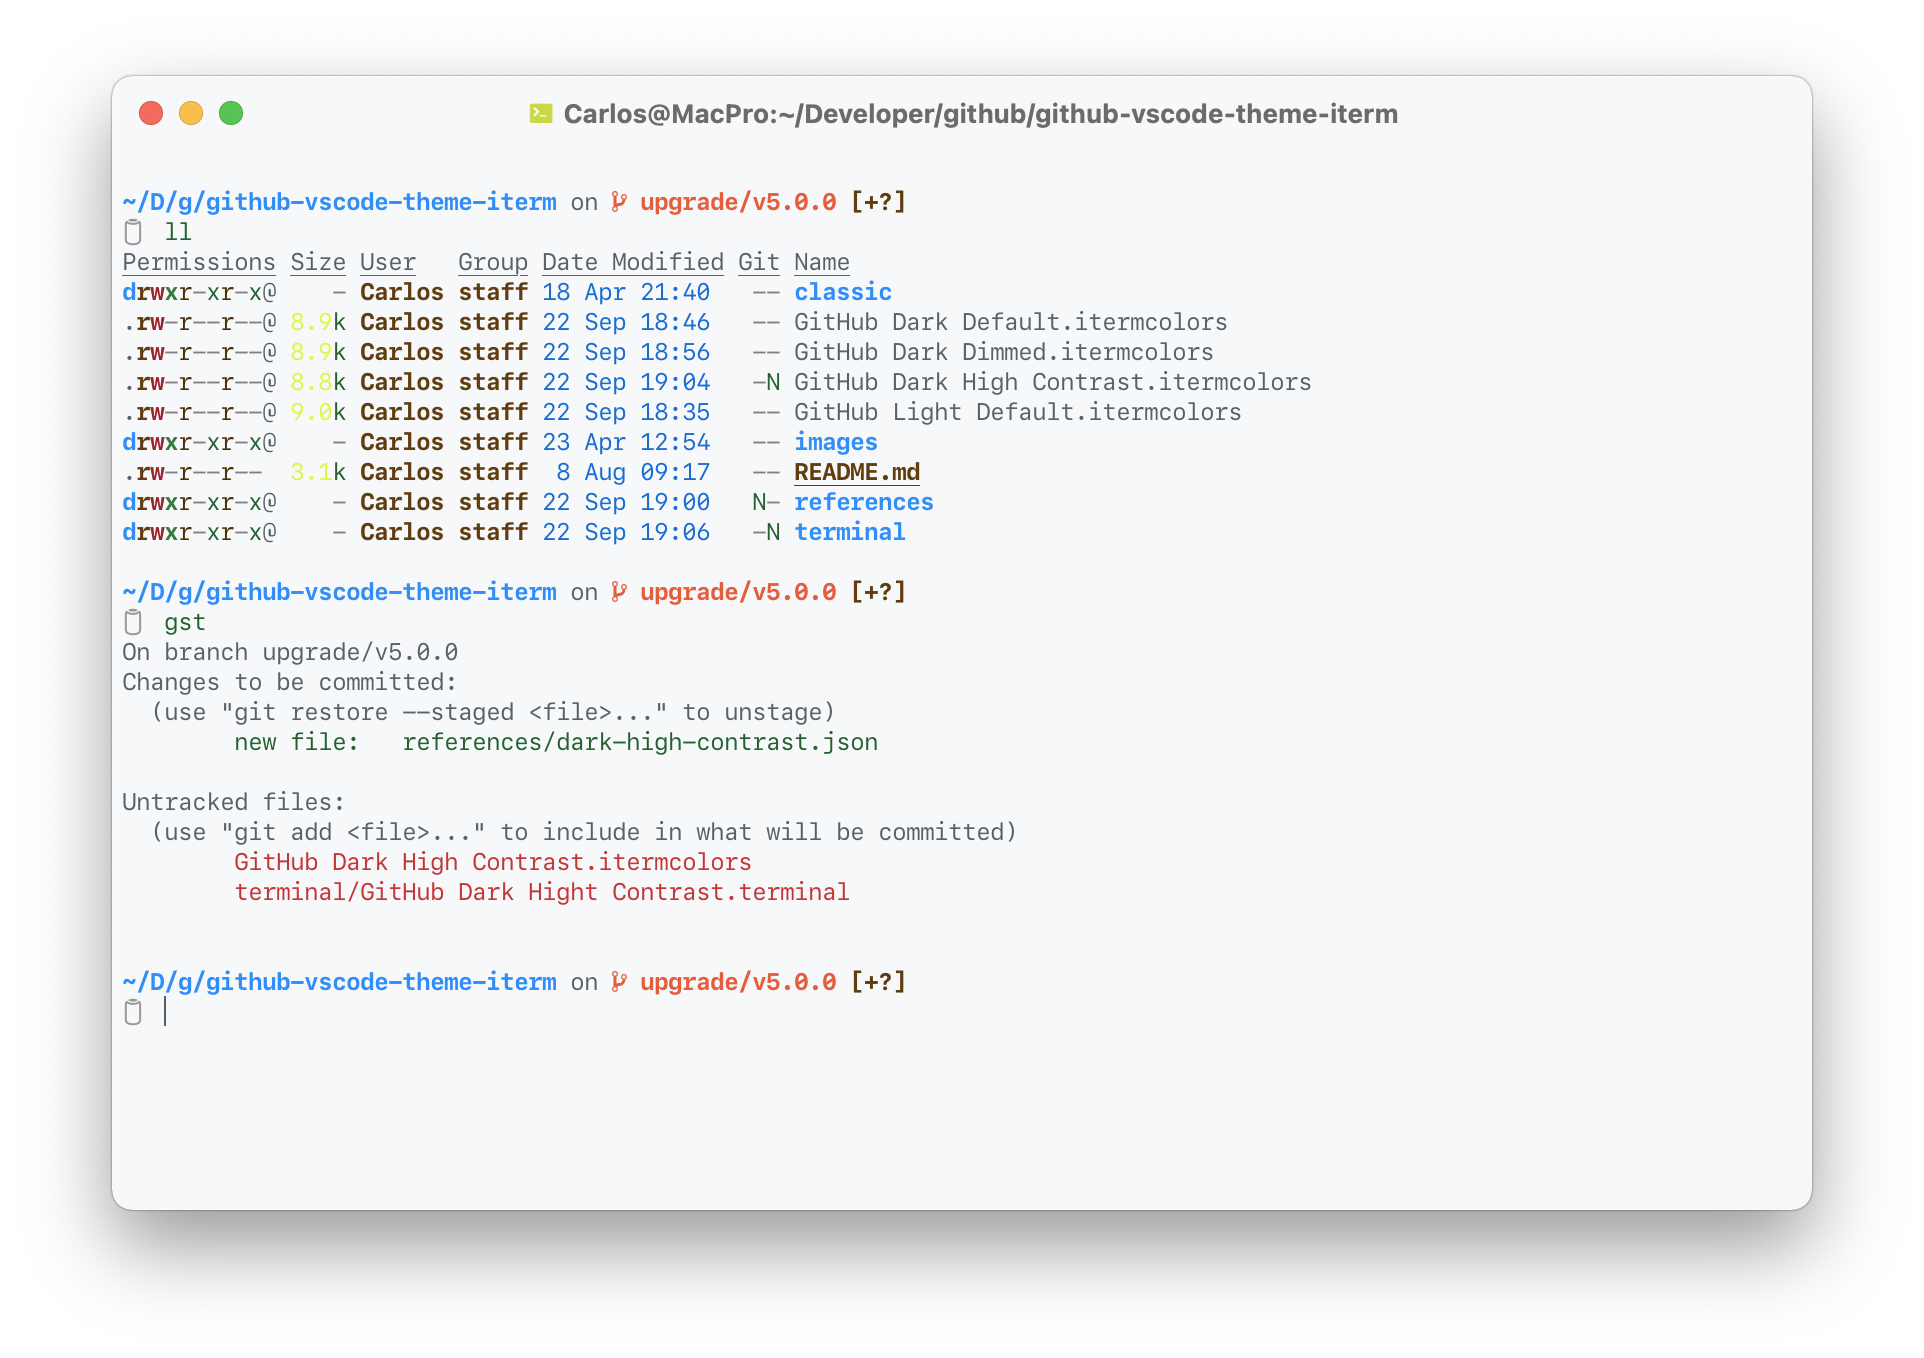 Carlos@MacPro:~/Developer/github/github-vscode-theme-iterm
~/D/g/github-vscode-theme-iterm on upgrade/v5.0.0 [+?]
ll
Permissions Size User   Group Date Modified Git Name
drwxr-xr-x@    - Carlos staff 18 Apr 21:40   -- classic
.rw-r--r--@ 8.9k Carlos staff 22 Sep 18:46   -- GitHub Dark Default.itermcolors
.rw-r--r--@ 8.9k Carlos staff 22 Sep 18:56   -- GitHub Dark Dimmed.itermcolors
.rw-r--r--@ 8.8k Carlos staff 22 Sep 19:04   -N GitHub Dark High Contrast.itermcolors
.rw-r--r--@ 9.0k Carlos staff 22 Sep 18:35   -- GitHub Light Default.itermcolors
drwxr-xr-x@    - Carlos staff 23 Apr 12:54   -- images
.rw-r--r--  3.1k Carlos staff  8 Aug 09:17   -- README.md
drwxr-xr-x@    - Carlos staff 22 Sep 19:00   N- references
drwxr-xr-x@    - Carlos staff 22 Sep 19:06   -N terminal
~/D/g/github-vscode-theme-iterm on upgrade/v5.0.0 [+?]
gst
On branch upgrade/v5.0.0
Changes to be committed:
  (use "git restore --staged <file>..." to unstage)
        new file:   references/dark-high-contrast.json
Untracked files:
  (use "git add <file>..." to include in what will be committed)
        GitHub Dark High Contrast.itermcolors
        terminal/GitHub Dark Hight Contrast.terminal
~/D/g/github-vscode-theme-iterm on upgrade/v5.0.0 [+?]